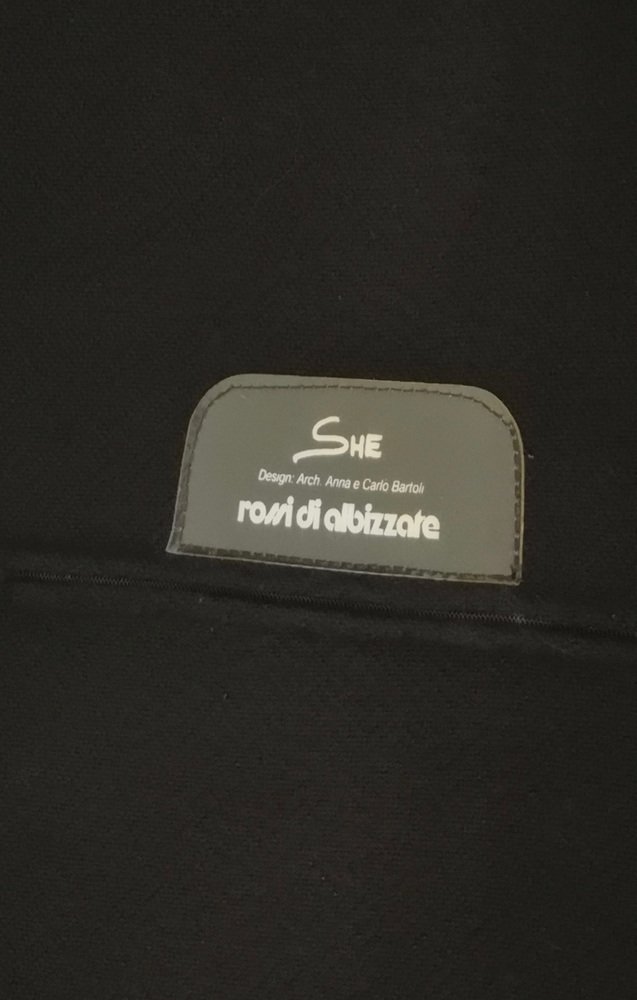 SHE
Design: Arch. Anna e Carlo Bartoli
rossi di albizzate